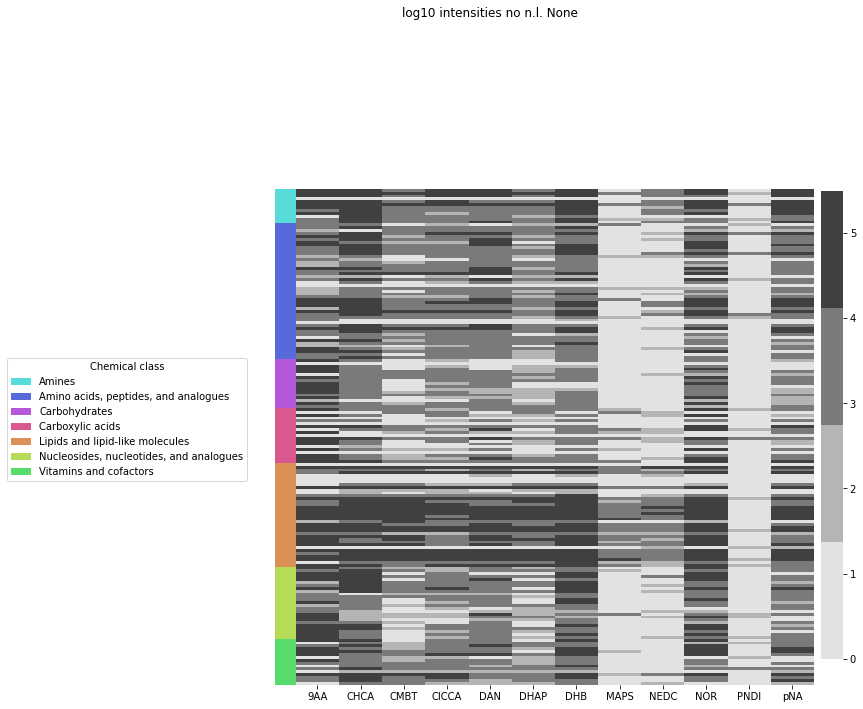 log10 intensities no n.l. None
Chemical class
Amines
Amino acids, peptides, and analogues
Carbohydrates
Carboxylic acids
Lipids and lipid-like molecules
Nucleosides, nucleotides, and analogues
Vitamins and cofactors
5
4
3
2
1
0
9AA CHCA CMBT ClCCA DAN DHAP DHB MAPS NEDC NOR PNDI pNA